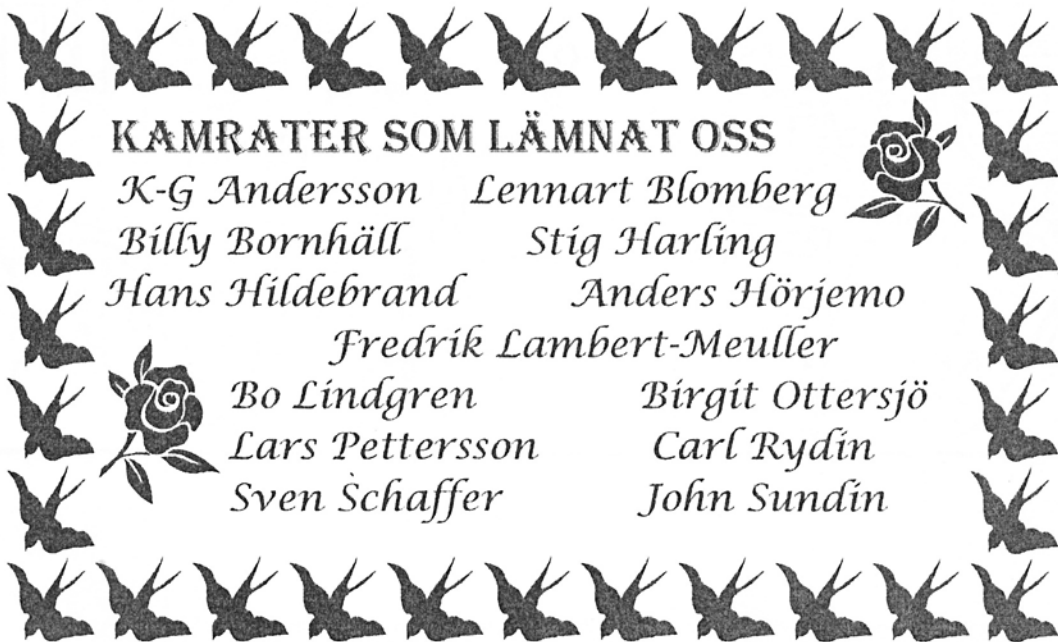 KAMRATER SOM LÄMNAT OSS
K-G Andersson Lennart Blomberg
Billy Bornhäll Stig Harling
Hans Hildebrand Anders Hörjemo
Fredrik Lambert-Meuller
Bo Lindgren Birgit Ottersjö
Lars Pettersson Carl Rydin
Sven Schaffer John Sundin